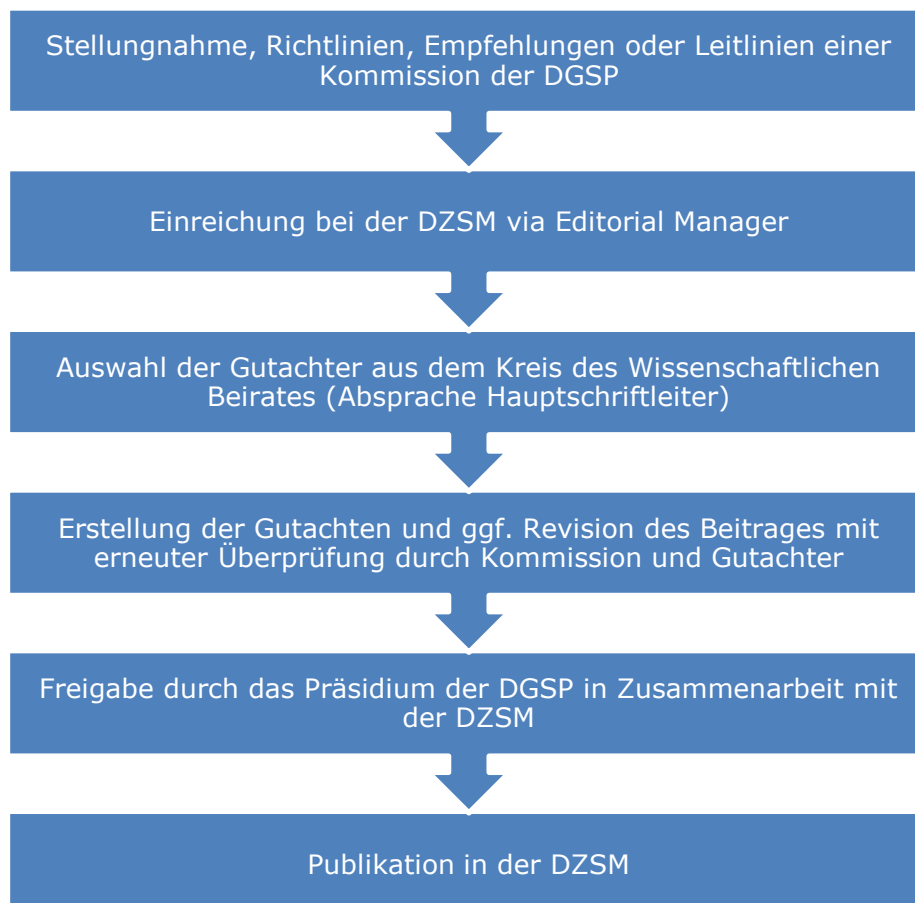 Stellungnahme, Richtlinien, Empfehlungen oder Leitlinien einer
Kommission der DGSP
Einreichung bei der DZSM via Editorial Manager
Auswahl der Gutachter aus dem Kreis des Wissenschaftlichen
Beirates (Absprache Hauptschriftleiter)
Erstellung der Gutachten und ggf. Revision des Beitrages mit
erneuter Überprüfung durch Kommission und Gutachter
Freigabe durch das Präsidium der DGSP in Zusammenarbeit mit
der DZSM
Publikation in der DZSM